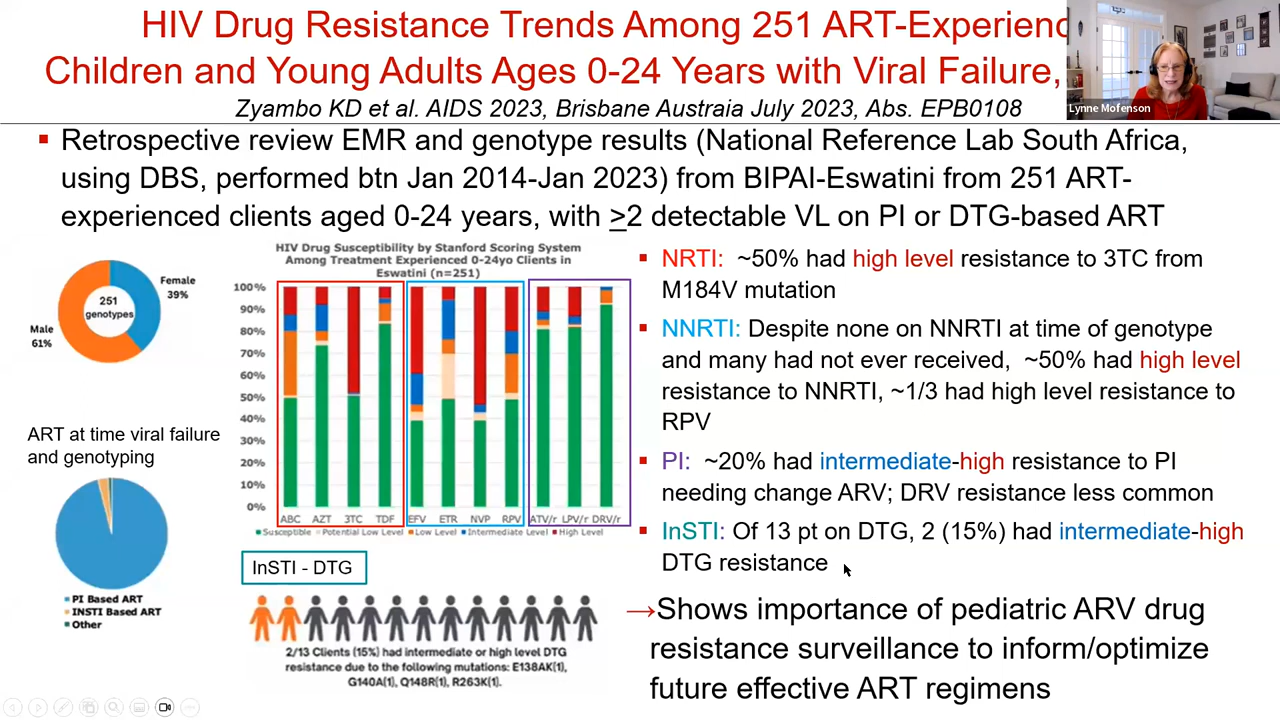 HIV Drug Resistance Trends Among 251 ART-Experienc
Children and Young Adults Ages 0-24 Years with Viral Failure,
Zyambo KD et al. AIDS 2023, Brisbane Austraia July 2023, Abs. EPB0108
Lynne Mofenson
▪ Retrospective review EMR and genotype results (National Reference Lab South Africa,
using DBS, performed btn Jan 2014-Jan 2023) from BIPAI-Eswatini from 251 ART-
experienced clients aged 0-24 years, with >2 detectable VL on PI or DTG-based ART
251
genotypes
Female
39%
Male
61%
ART at time viral failure
and genotyping
PI Based ART
INSTI Based ART
Other
HIV Drug Susceptibility by Stanford Scoring System
Among Treatment Experienced 0-24yo Clients in
Eswatini (n=251)
100%
90%
80%
70%
60%
50%
40%
30%
20%
10%
0%
ABC AZT 3TC TDF EFV ETR NVP RPV ATV/r LPV/r DRV/r
Susceptible Potential Low Level Low Level Intermediate Level High Level
InSTI - DTG
2/13 Clients (15%) had intermediate or high level DTG
resistance due to the following mutations: E138AK(1),
G140A(1), Q148R(1), R263K(1).
▪ NRTI: ~50% had high level resistance to 3TC from
M184V mutation
▪ NNRTI: Despite none on NNRTI at time of genotype
and many had not ever received, ~50% had high level
resistance to NNRTI, ~1/3 had high level resistance to
RPV
▪ PI: ~20% had intermediate-high resistance to PI
needing change ARV; DRV resistance less common
▪ InSTI: Of 13 pt on DTG, 2 (15%) had intermediate-high
DTG resistance
→Shows importance of pediatric ARV drug
resistance surveillance to inform/optimize
future effective ART regimens